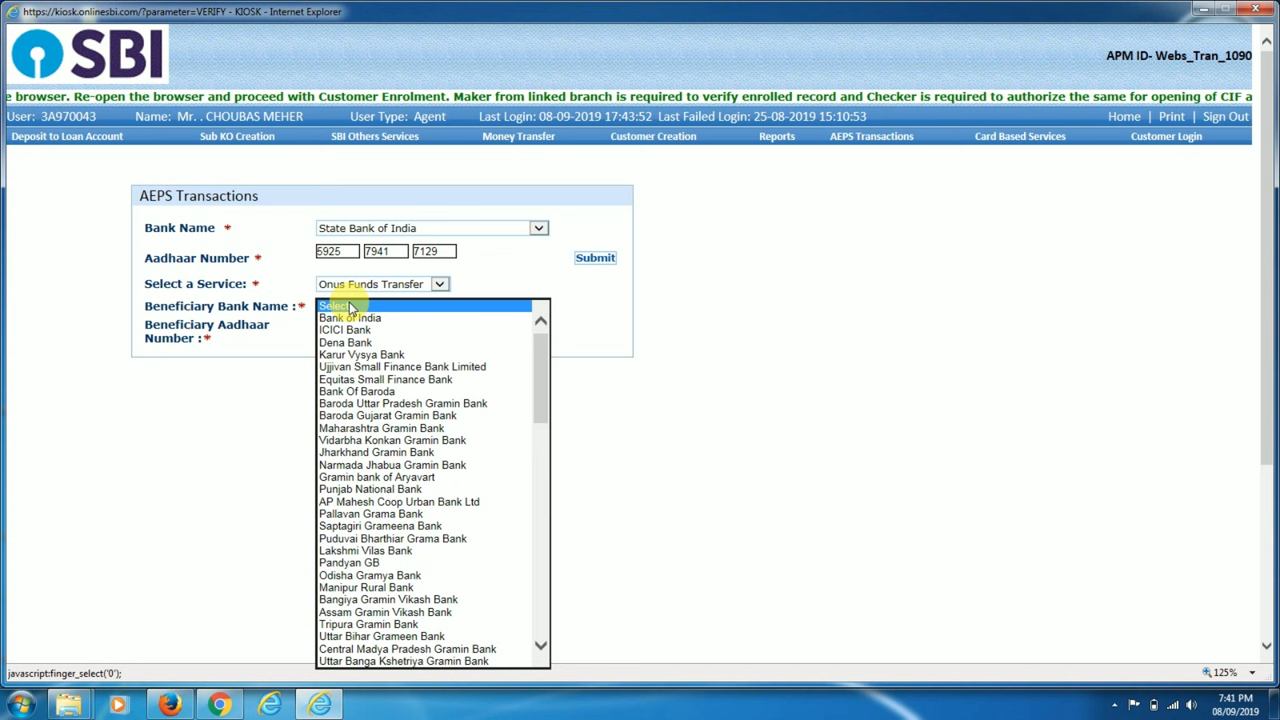 https://kiosk.onlinesbi.com/?parameter=VERIFY - KIOSK - Internet Explorer
SBI
APM ID- Webs_Tran_1090
e browser. Re-open the browser and proceed with Customer Enrolment. Maker from linked branch is required to verify enrolled record and Checker is required to authorize the same for opening of CIF a
User: 3A970043 Name: Mr. . CHOUBAS MEHER User Type: Agent Last Login: 08-09-2019 17:43:52 Last Failed Login: 25-08-2019 15:10:53 Home | Print | Sign Out
Deposit to Loan Account Sub KO Creation SBI Others Services Money Transfer Customer Creation Reports AEPS Transactions Card Based Services Customer Login
AEPS Transactions
Bank Name * State Bank of India
Aadhaar Number * 5925 7941 7129
Submit
Select a Service: * Onus Funds Transfer
Beneficiary Bank Name : * Select
Beneficiary Aadhaar
Number : *
Bank of India
ICICI Bank
Dena Bank
Karur Vysya Bank
Ujjivan Small Finance Bank Limited
Equitas Small Finance Bank
Bank Of Baroda
Baroda Uttar Pradesh Gramin Bank
Baroda Gujarat Gramin Bank
Maharashtra Gramin Bank
Vidarbha Konkan Gramin Bank
Jharkhand Gramin Bank
Narmada Jhabua Gramin Bank
Gramin bank of Aryavart
Punjab National Bank
AP Mahesh Coop Urban Bank Ltd
Pallavan Grama Bank
Saptagiri Grameena Bank
Puduvai Bharthiar Grama Bank
Lakshmi Vilas Bank
Pandyan GB
Odisha Gramya Bank
Manipur Rural Bank
Bangiya Gramin Vikash Bank
Assam Gramin Vikash Bank
Tripura Gramin Bank
Uttar Bihar Grameen Bank
Central Madya Pradesh Gramin Bank
Uttar Banga Kshetriya Gramin Bank
javascript:finger_select('0');
125%
7:41 PM
08/09/2019